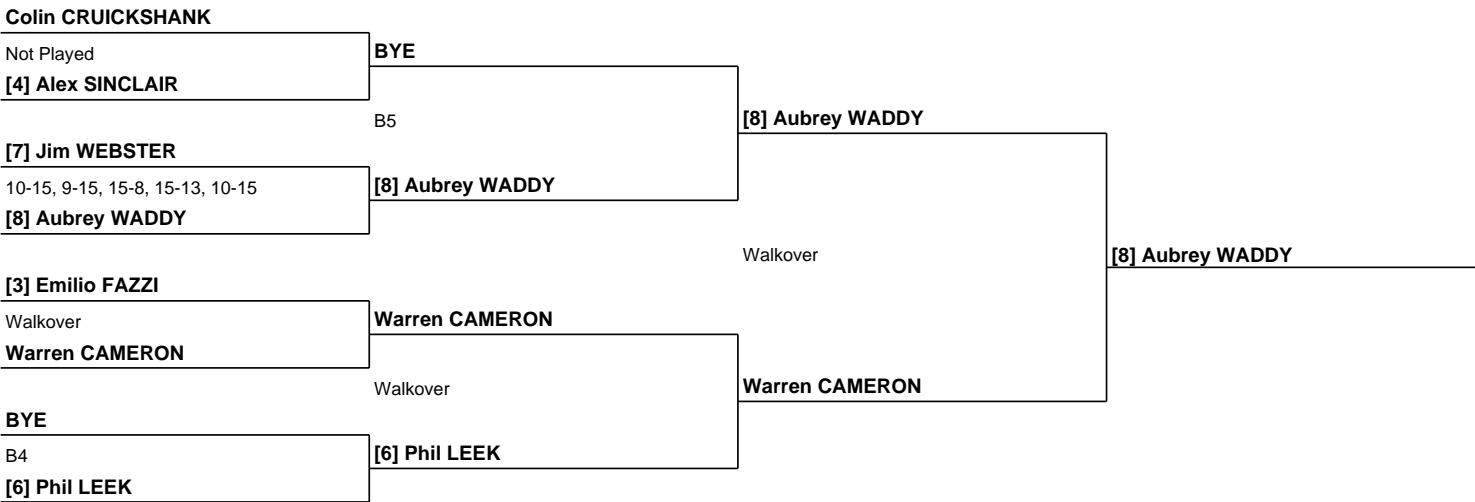 Colin CRUICKSHANK
Not Played
BYE
[4] Alex SINCLAIR
B5
[8] Aubrey WADDY
[7] Jim WEBSTER
10-15, 9-15, 15-8, 15-13, 10-15
[8] Aubrey WADDY
[8] Aubrey WADDY
Walkover
[8] Aubrey WADDY
[3] Emilio FAZZI
Walkover
Warren CAMERON
Warren CAMERON
Walkover
Warren CAMERON
BYE
B4
[6] Phil LEEK
[6] Phil LEEK